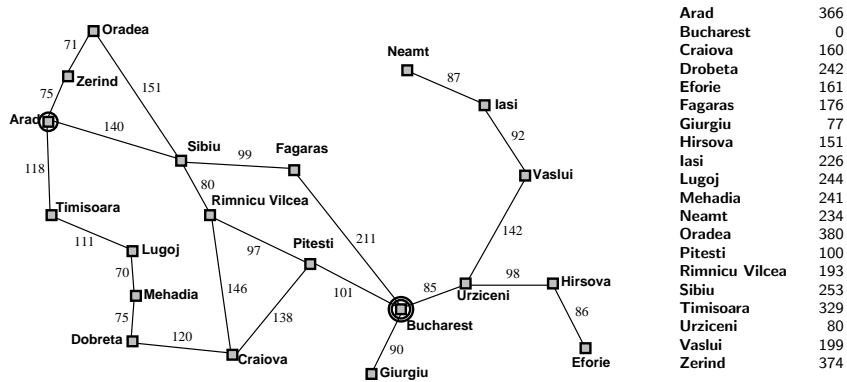 Oradea
71
Neamt
Zerind
87
75
151
Iasi
Arad
140
92
Sibiu
Fagaras
99
118
Vaslui
80
Rimnicu Vilcea
Timisoara
142
111
211
Lugoj
Pitesti
97
70
98
Hirsova
85
146
101
Urziceni
Mehadia
86
75
138
Bucharest
120
Dobreta
90
Craiova
Eforie
Giurgiu
Arad 366
Bucharest 0
Craiova 160
Drobeta 242
Eforie 161
Fagaras 176
Giurgiu 77
Hirsova 151
Iasi 226
Lugoj 244
Mehadia 241
Neamt 234
Oradea 380
Pitesti 100
Rimnicu Vilcea 193
Sibiu 253
Timisoara 329
Urziceni 80
Vaslui 199
Zerind 374